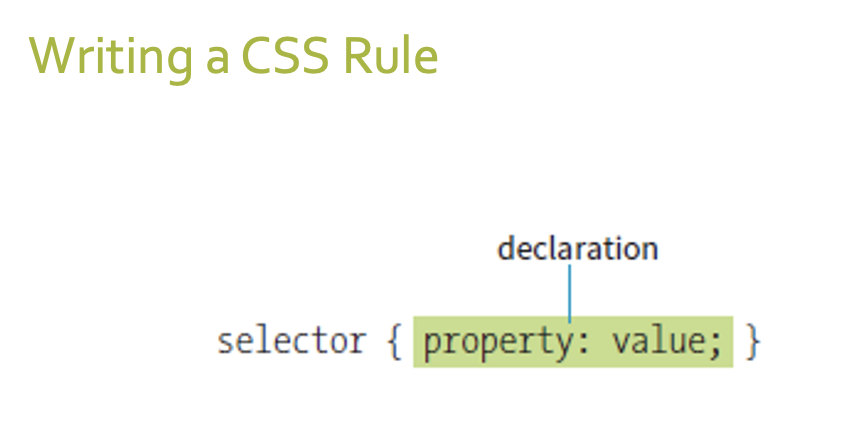 Writing a CSS Rule
declaration
selector { property: value; }